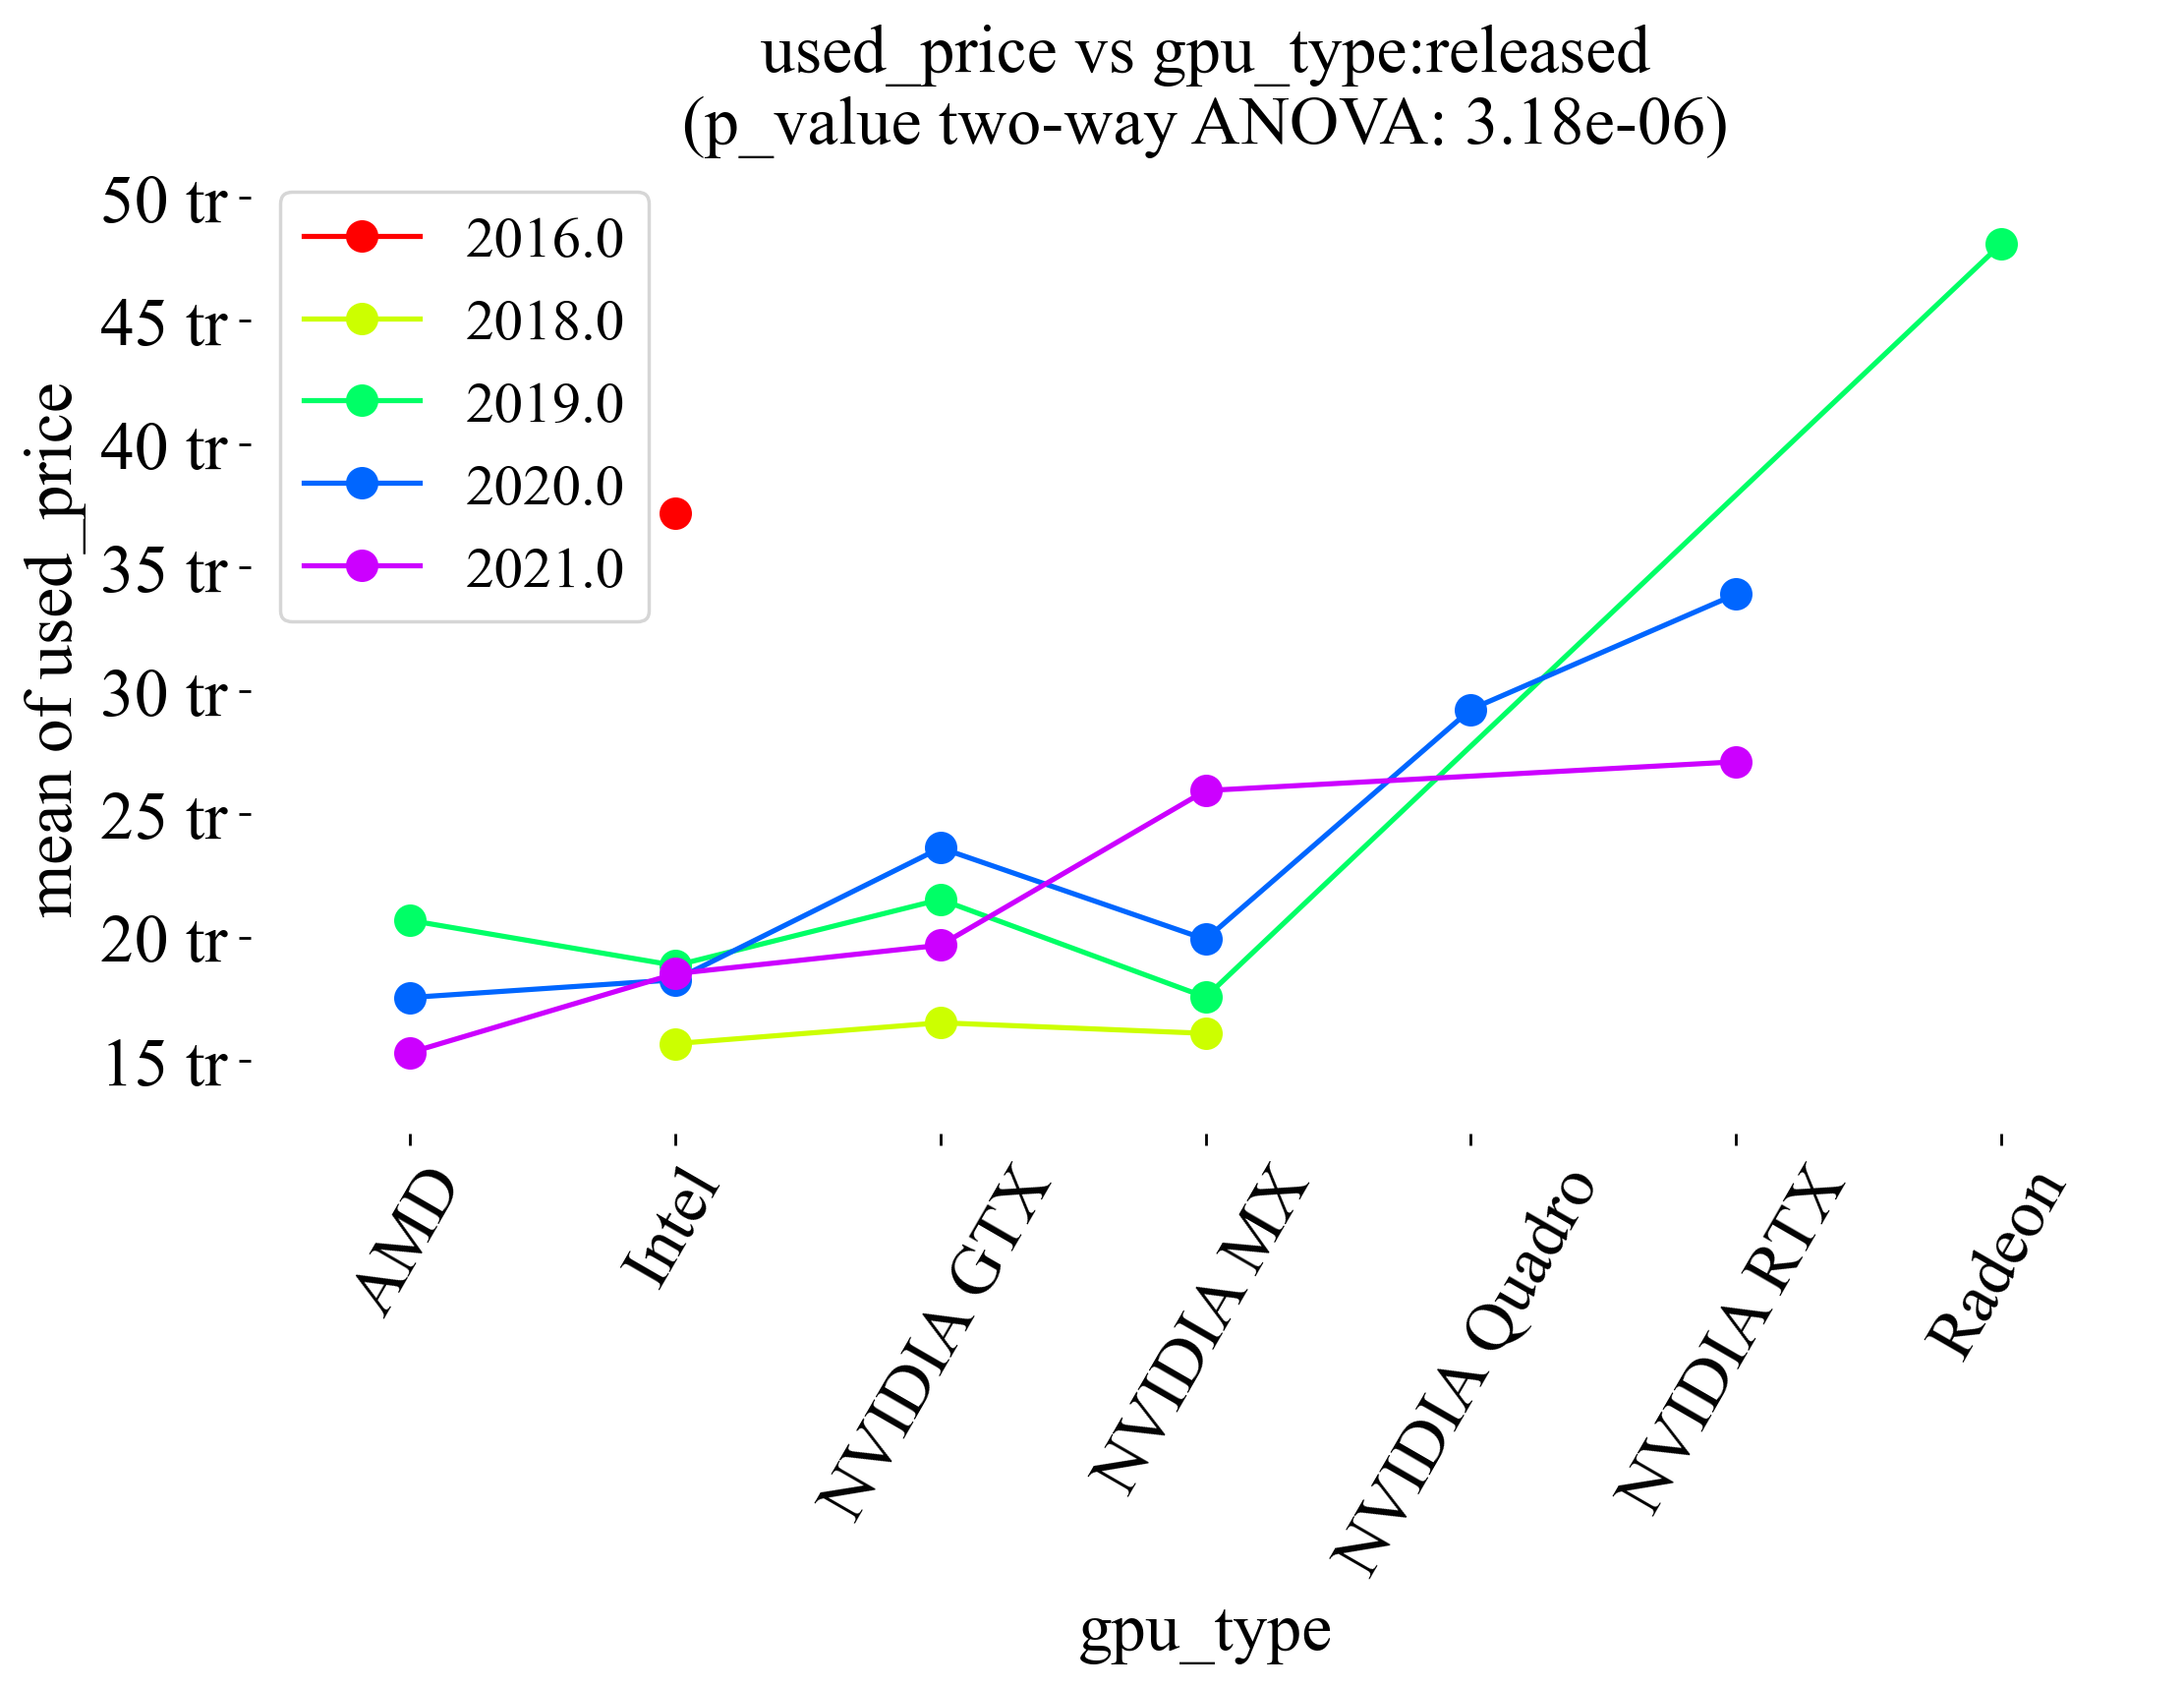 used_price vs gpu_type:released
(p_value two-way ANOVA: 3.18e-06)
50 tr
45 tr
40 tr
35 tr
30 tr
25 tr
20 tr
15 tr
mean of used_price
2016.0
2018.0
2019.0
2020.0
2021.0
AMD
Intel
NVIDIA GTX
NVIDIA MX
NVIDIA Quadro
NVIDIA RTX
Radeon
gpu_type